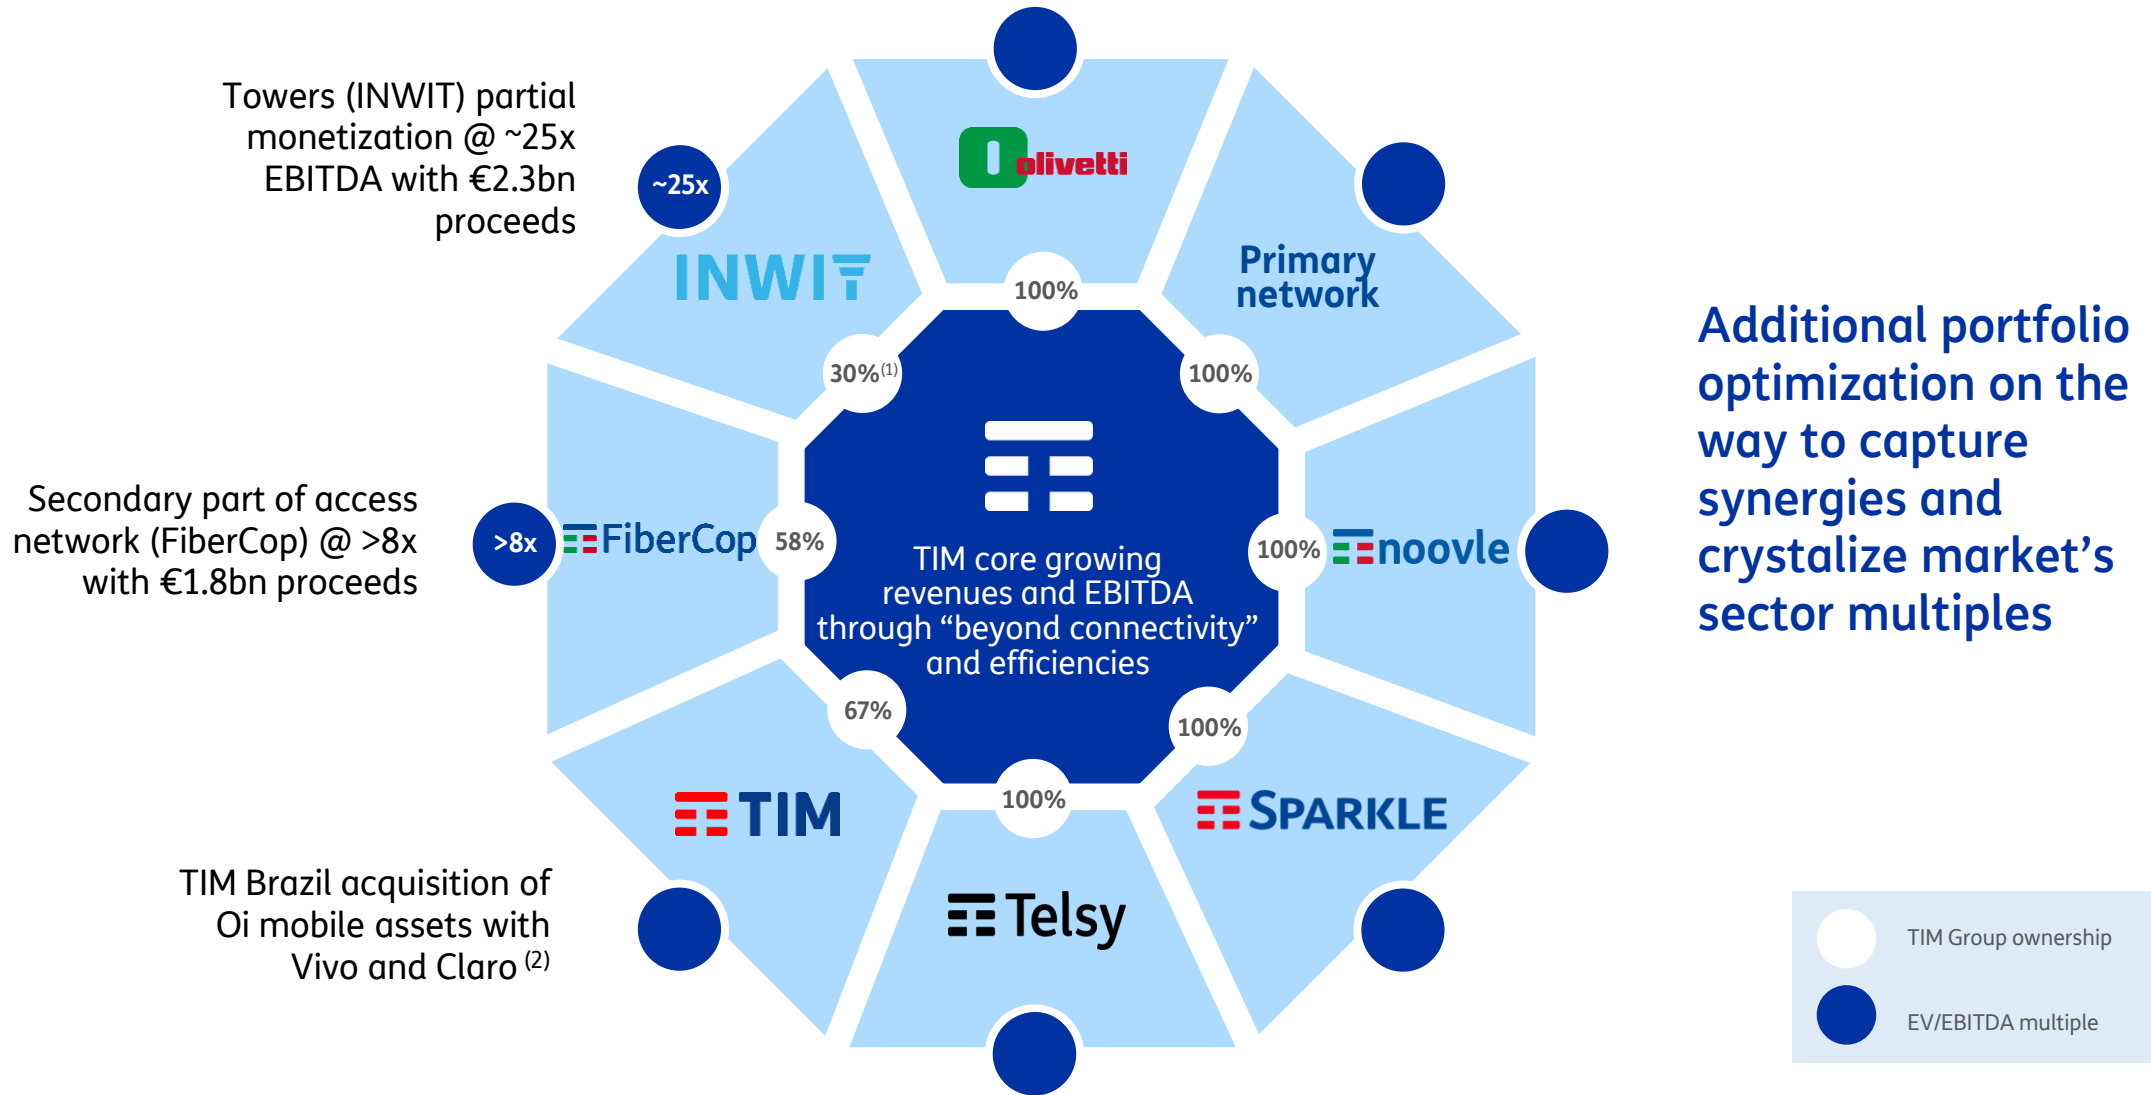 Towers (INWIT) partial
monetization @ ~25x
EBITDA with €2.3bn
proceeds
~25x
INWIT
30%(1)
olivetti
100%
Primary
network
100%
Secondary part of access
network (FiberCop) @ >8x
with €1.8bn proceeds
>8x
FiberCop
58%
TIM core growing
revenues and EBITDA
through “beyond connectivity”
and efficiencies
100%
noovle
TIM Brazil acquisition of
Oi mobile assets with
Vivo and Claro (2)
67%
TIM
100%
Telsy
100%
SPARKLE
Additional portfolio
optimization on the
way to capture
synergies and
crystalize market’s
sector multiples
TIM Group ownership
EV/EBITDA multiple